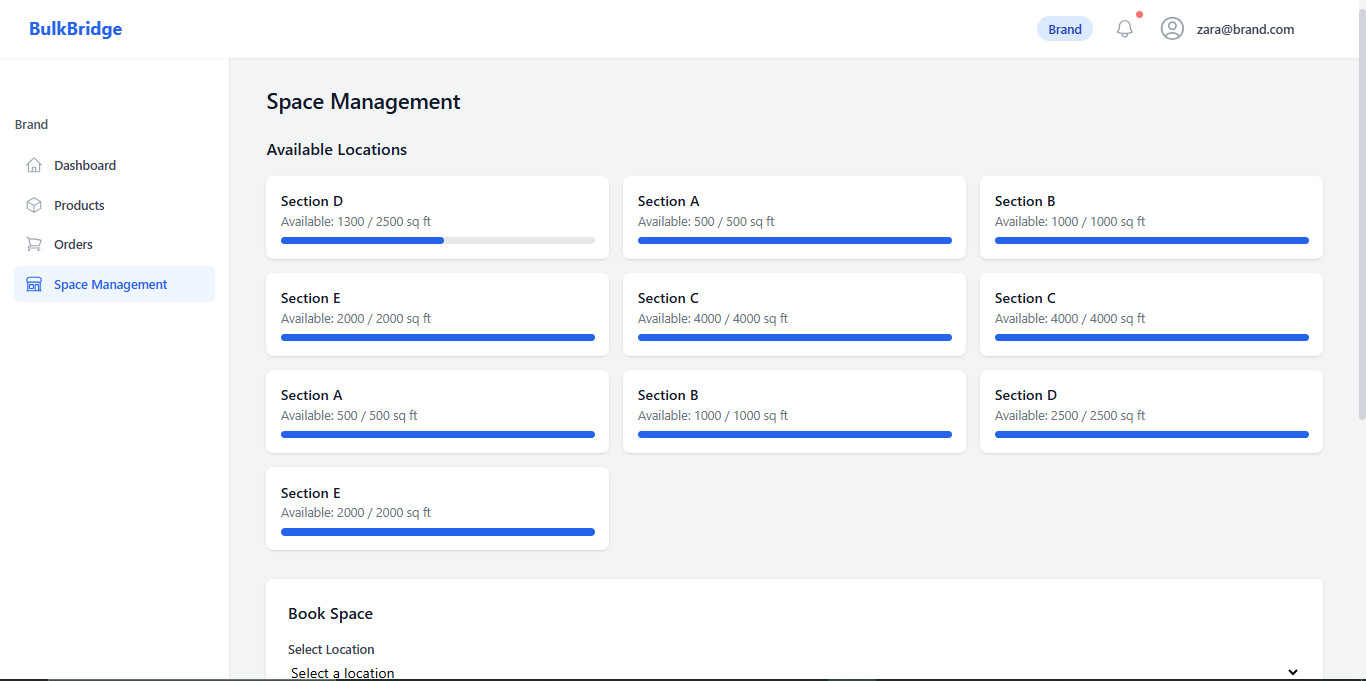 BulkBridge
Brand
zara@brand.com
Brand
Dashboard
Products
Orders
Space Management
Space Management
Available Locations
Section D
Available: 1300 / 2500 sq ft
Section A
Available: 500 / 500 sq ft
Section B
Available: 1000 / 1000 sq ft
Section E
Available: 2000 / 2000 sq ft
Section C
Available: 4000 / 4000 sq ft
Section C
Available: 4000 / 4000 sq ft
Section A
Available: 500 / 500 sq ft
Section B
Available: 1000 / 1000 sq ft
Section D
Available: 2500 / 2500 sq ft
Section E
Available: 2000 / 2000 sq ft
Book Space
Select Location
Select a location